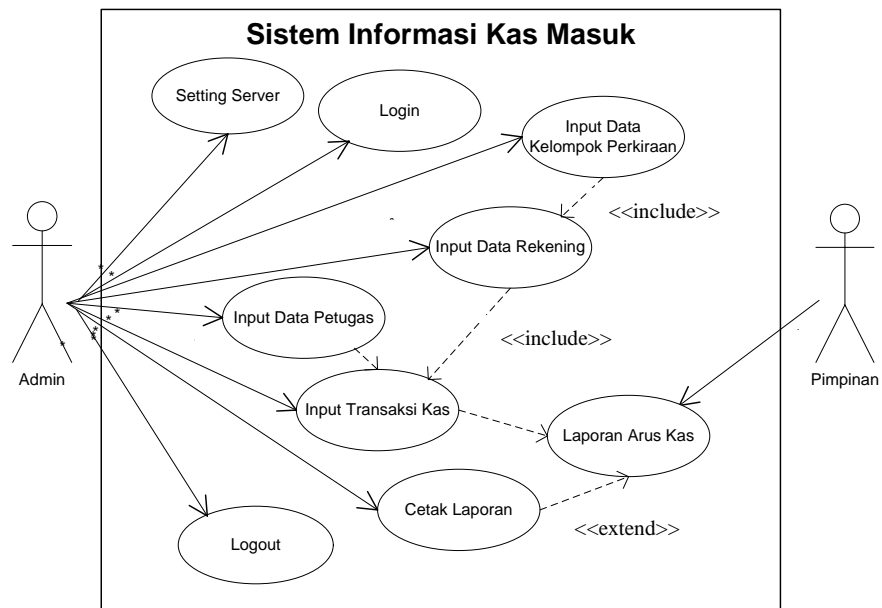 Sistem Informasi Kas Masuk
Setting Server
Login
Input Data
Kelompok Perkiraan
<<include>>
Input Data Rekening
Input Data Petugas
<<include>>
Admin
Pimpinan
Input Transaksi Kas
Laporan Arus Kas
Cetak Laporan
<<extend>>
Logout